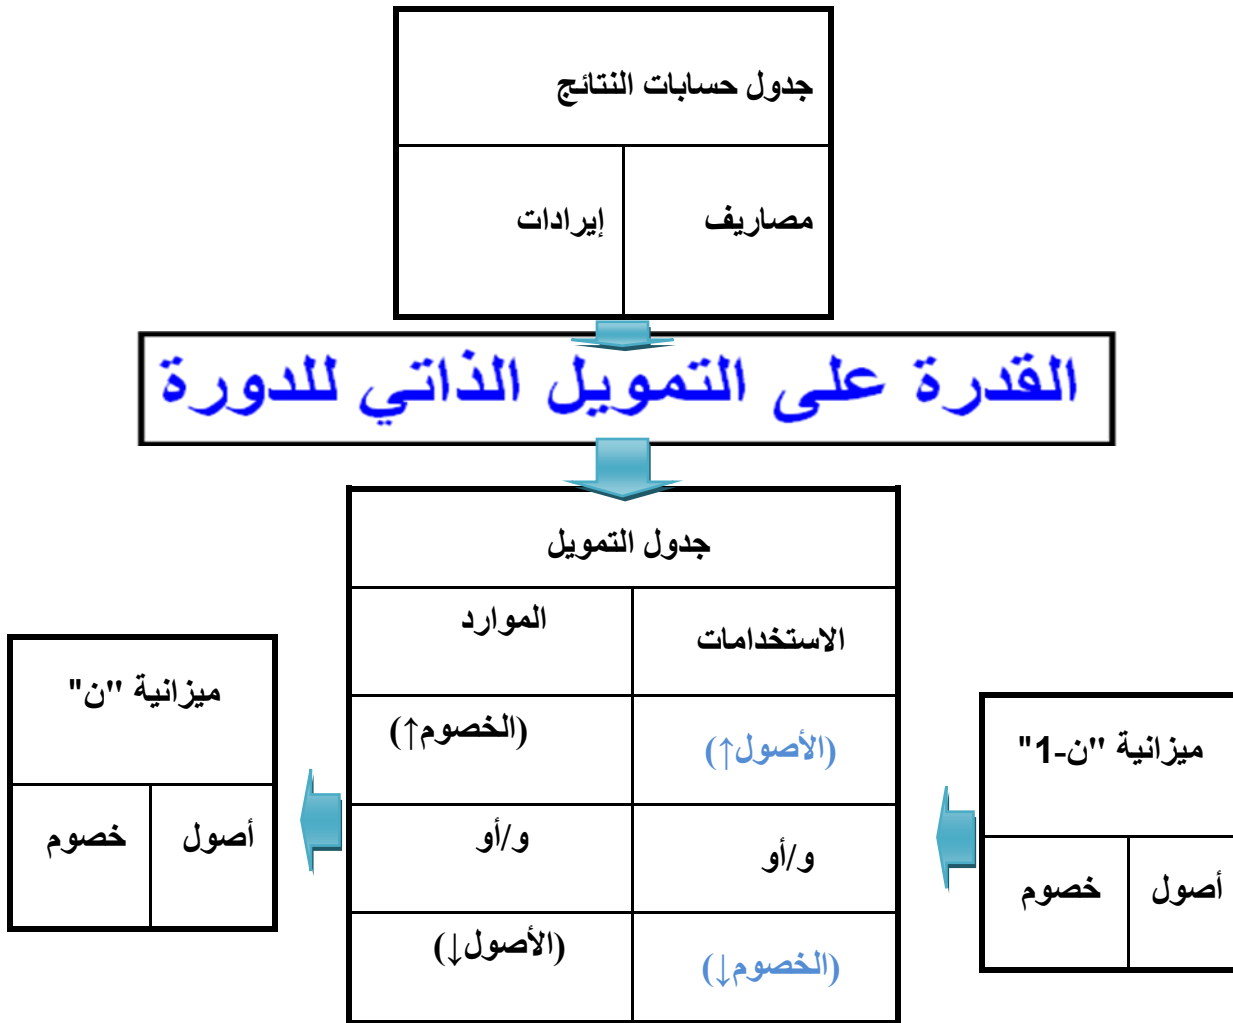 جدول حسابات النتائج
مصاريف
إيرادات
القدرة على التمويل الذاتي للدورة
جدول التمويل
الاستخدامات
الموارد
(الأصول↑)
(الخصوم↑)
و/أو
و/أو
(الخصوم↓)
(الأصول↓)
ميزانية "ن-1"
أصول
خصوم
ميزانية "ن"
أصول
خصوم